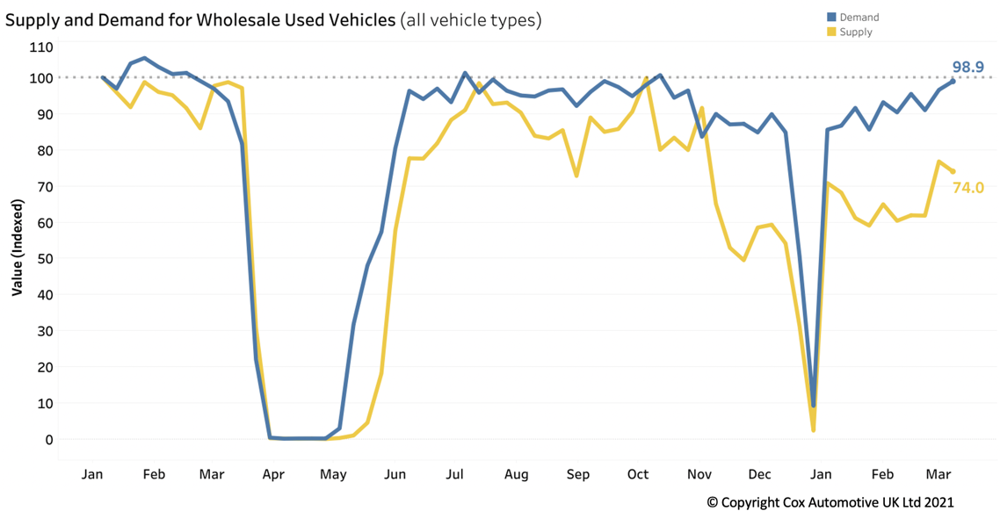 Supply and Demand for Wholesale Used Vehicles (all vehicle types)
Demand
Supply
110
100
90
80
70
60
50
40
30
20
10
0
Value (Indexed)
98.9
74.0
Jan Feb Mar Apr May Jun Jul Aug Sep Oct Nov Dec Jan Feb Mar
© Copyright Cox Automotive UK Ltd 2021